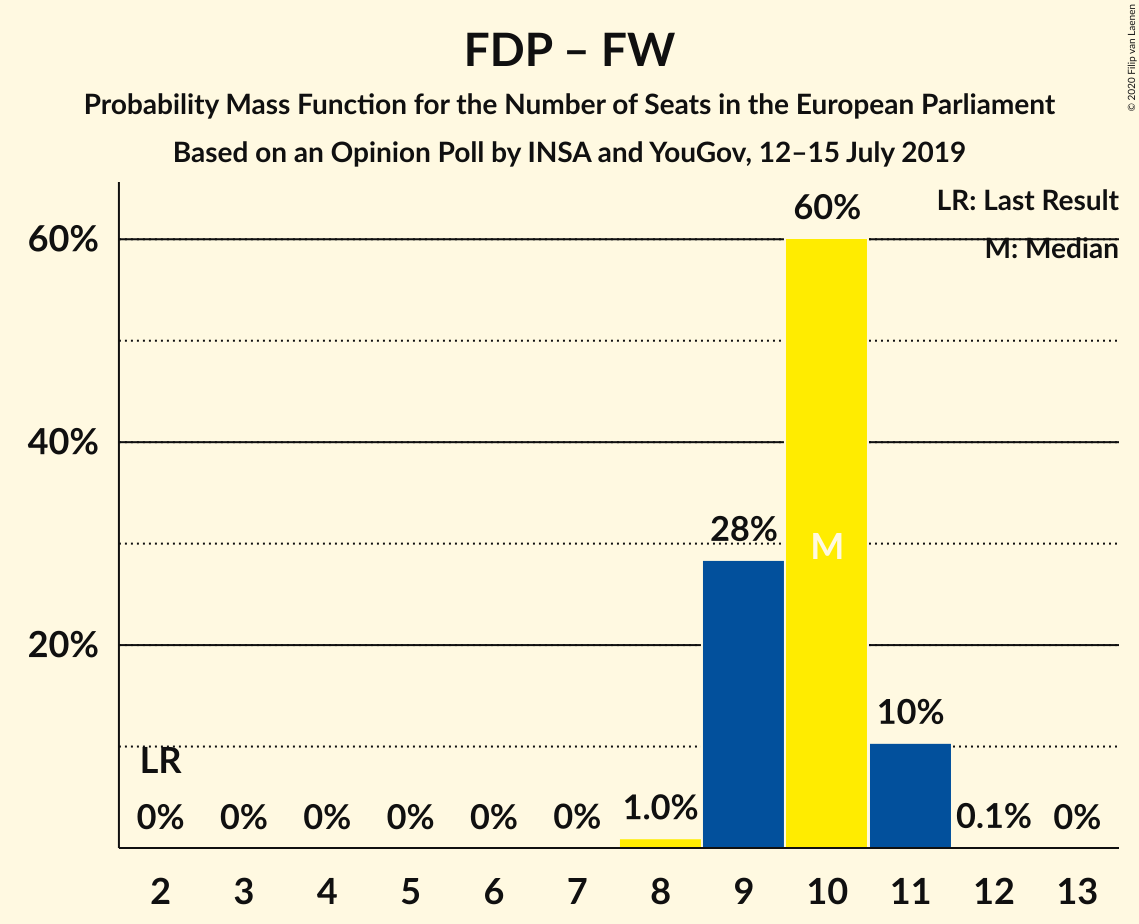 FDP – FW
Probability Mass Function for the Number of Seats in the European Parliament
Based on an Opinion Poll by INSA and YouGov, 12–15 July 2019
© 2020 Filip van Laenen
LR: Last Result
M: Median
60%
40%
20%
60%
28%
M
10%
LR
0% 0% 0% 0% 0% 0% 1.0% 0.1% 0%
2 3 4 5 6 7 8 9 10 11 12 13